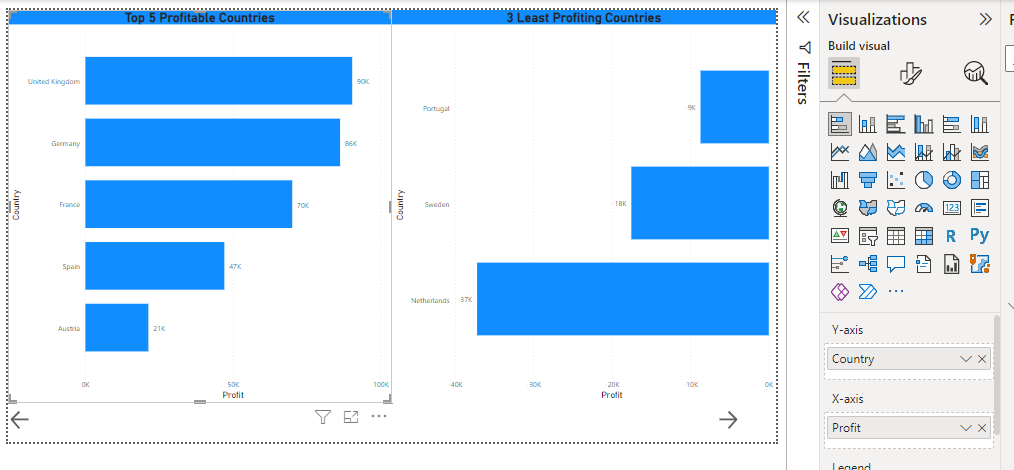 Top 5 Profitable Countries
United Kingdom
90K
Germany
86K
France
70K
Spain
47K
Austria
21K
Country
0K
50K
100K
Profit
3 Least Profiting Countries
Portugal
9K
Sweden
-18K
Netherlands
37K
Country
40K
-30K
-20K
-10K
0K
Profit
Filters
Visualizations
Build visual
123
R
Py
Y-axis
Country
X-axis
Profit
Legend